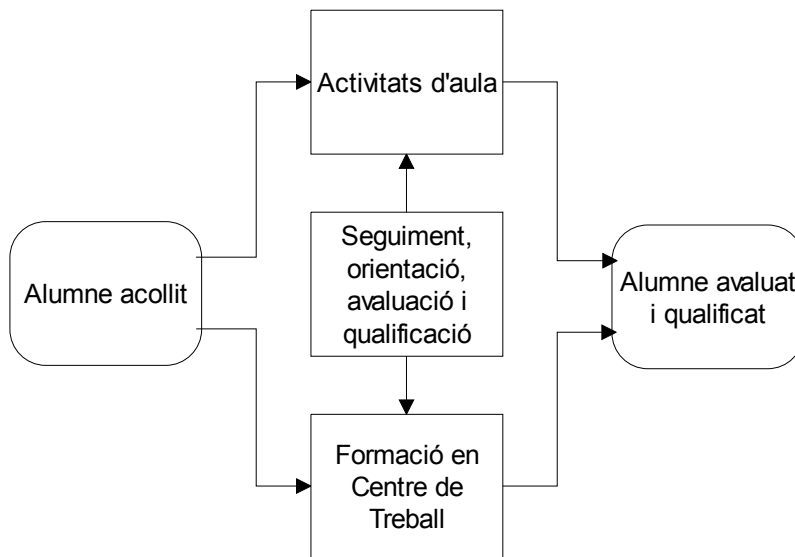 Activitats d'aula
Alumne acollit
Seguiment,
orientació,
avaluació i
qualificació
Alumne avaluat
i qualificat
Formació en
Centre de
Treball